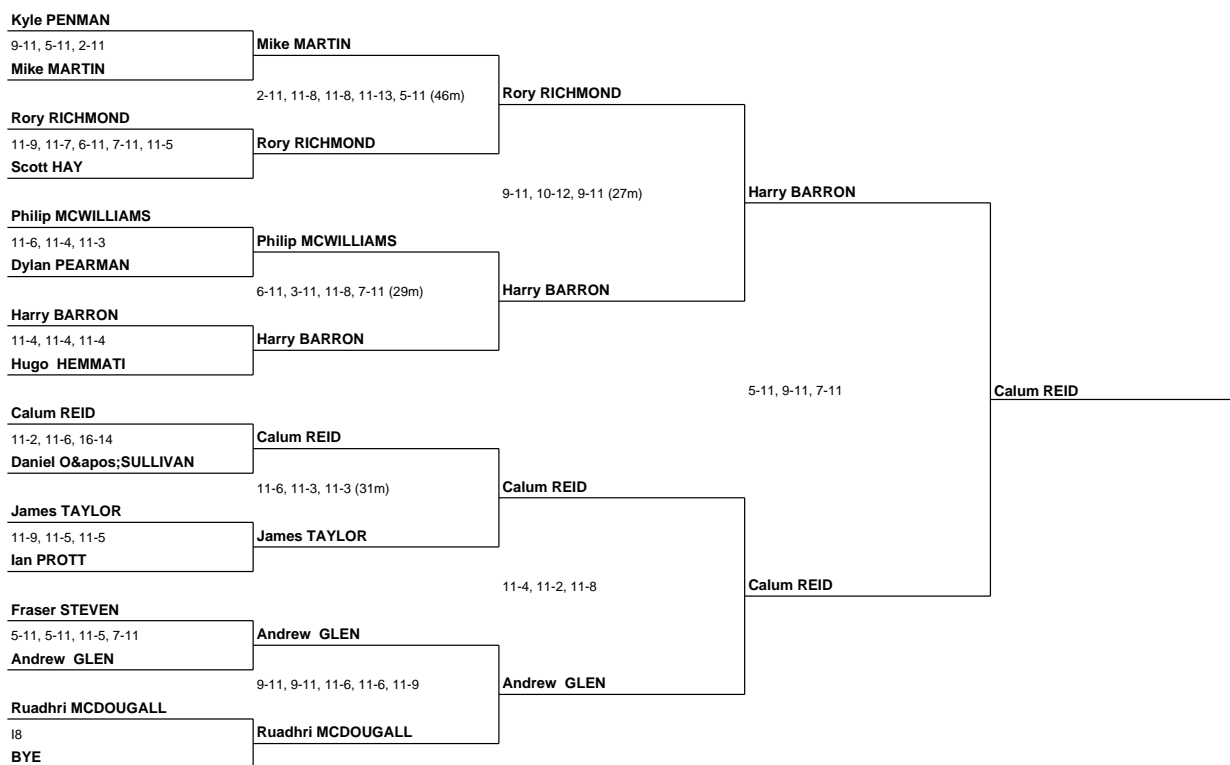 Kyle PENMAN
9-11, 5-11, 2-11
Mike MARTIN
Rory RICHMOND
11-9, 11-7, 6-11, 7-11, 11-5
Scott HAY
Philip MCWILLIAMS
11-6, 11-4, 11-3
Dylan PEARMAN
Harry BARRON
11-4, 11-4, 11-4
Hugo HEMMATI
Calum REID
11-2, 11-6, 16-14
Daniel O&apos;SULLIVAN
James TAYLOR
11-9, 11-5, 11-5
Ian PROTT
Fraser STEVEN
5-11, 5-11, 11-5, 7-11
Andrew GLEN
Ruadhri MCDOUGALL
I8
BYE
Mike MARTIN
2-11, 11-8, 11-8, 11-13, 5-11 (46m)
Rory RICHMOND
Philip MCWILLIAMS
6-11, 3-11, 11-8, 7-11 (29m)
Harry BARRON
Calum REID
11-6, 11-3, 11-3 (31m)
James TAYLOR
Andrew GLEN
9-11, 9-11, 11-6, 11-6, 11-9
Ruadhri MCDOUGALL
Rory RICHMOND
9-11, 10-12, 9-11 (27m)
Harry BARRON
Calum REID
11-4, 11-2, 11-8
Andrew GLEN
Harry BARRON
5-11, 9-11, 7-11
Calum REID
Calum REID